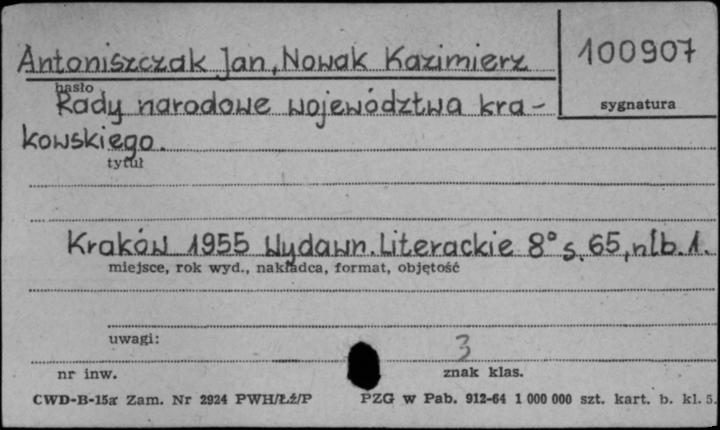 Antoniszczak Jan, Nowak Kazimierz
100907
hasło
sygnatura
Rady narodowe województwa kra-
kowskiego.
tytuł
Kraków 1955 Wydawn. Literackie 8° s. 65, nlb. 1.
miejsce, rok wyd., nakładca, format, objętość
uwagi:
3
nr inw.
znak klas.
CWD-B-15a Zam. Nr 2924 PWH/Łź/P PZG w Pab. 912-64 1 000 000 szt. kart. b. kl. 5.